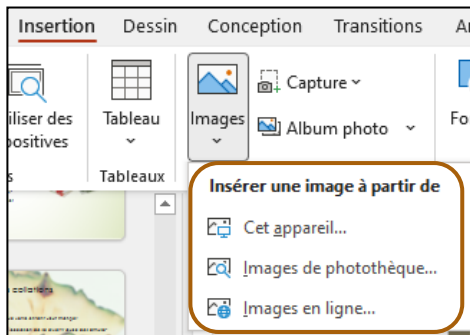 Insertion Dessin Conception Transitions
Capture
iliser des Tableau Images Album photo
positives
Tableaux
Insérer une image à partir de
Cet appareil...
Images de photothèque...
Images en ligne...
collations